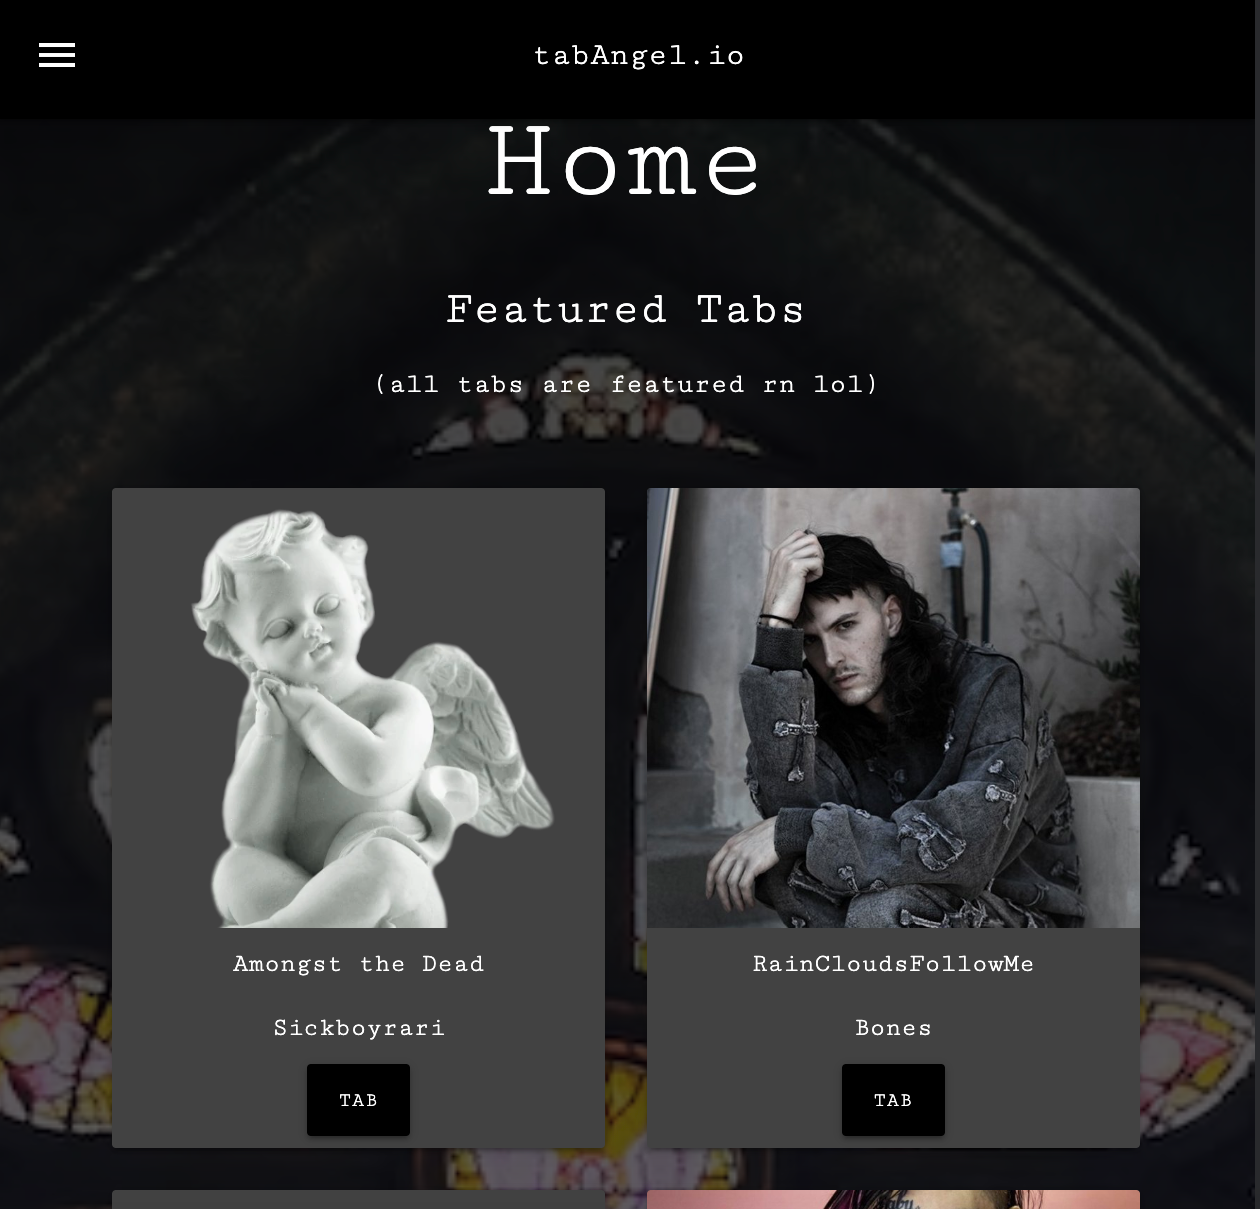 tabAngel.io
Home
Featured Tabs
(all tabs are featured rn lol)
Amongst the Dead
Sickboyrari
TAB
RainCloudsFollowMe
Bones
TAB